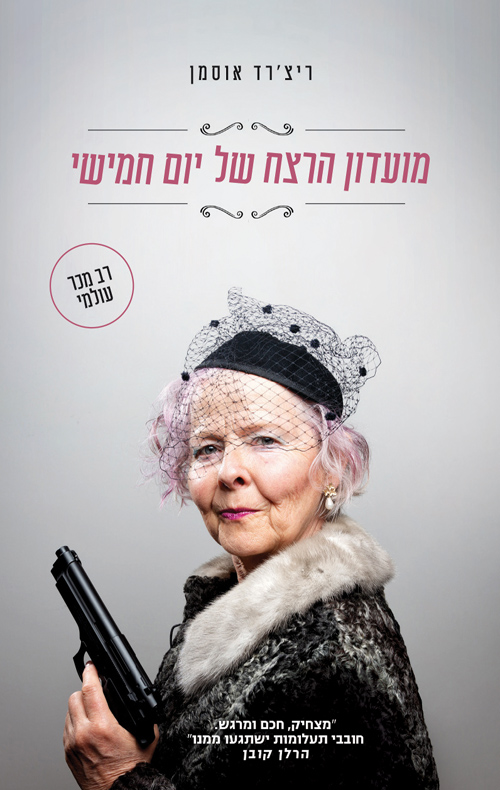 ריצ׳רד אוסמן
מועדון הרצח של יום חמישי
רב מכר
עולמי
״מצחיק, חכם ומרגש.
חובבי תעלומות ישתגעו ממנו״
הרלן קובן